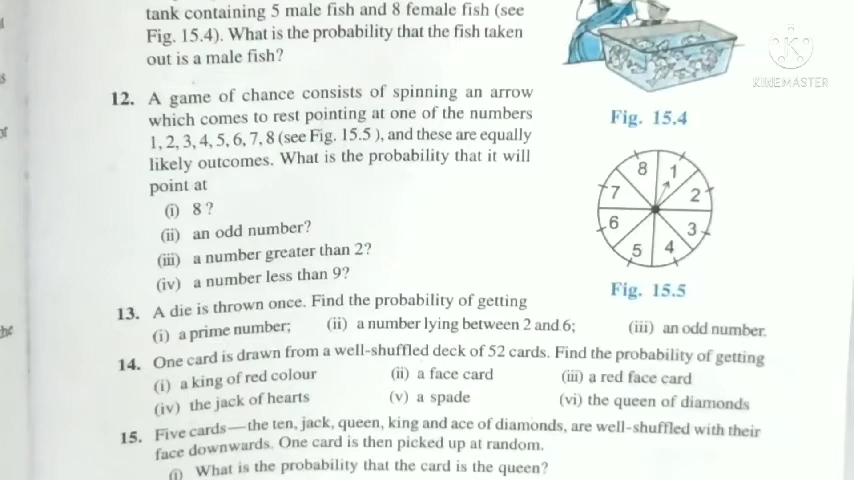 tank containing 5 male fish and 8 female fish (see
Fig. 15.4). What is the probability that the fish taken
out is a male fish?
KINEMASTER
Fig. 15.4
12. A game of chance consists of spinning an arrow
which comes to rest pointing at one of the numbers
1, 2, 3, 4, 5, 6, 7, 8 (see Fig. 15.5 ), and these are equally
likely outcomes. What is the probability that it will
point at
(i) 8 ?
(ii) an odd number?
(iii) a number greater than 2?
(iv) a number less than 9?
8 1
7 2
6 3
5 4
Fig. 15.5
13. A die is thrown once. Find the probability of getting
(i) a prime number; (ii) a number lying between 2 and 6; (iii) an odd number.
14. One card is drawn from a well-shuffled deck of 52 cards. Find the probability of getting
(i) a king of red colour (ii) a face card (iii) a red face card
(iv) the jack of hearts (v) a spade (vi) the queen of diamonds
15. Five cards—the ten, jack, queen, king and ace of diamonds, are well-shuffled with their
face downwards. One card is then picked up at random.
(i) What is the probability that the card is the queen?